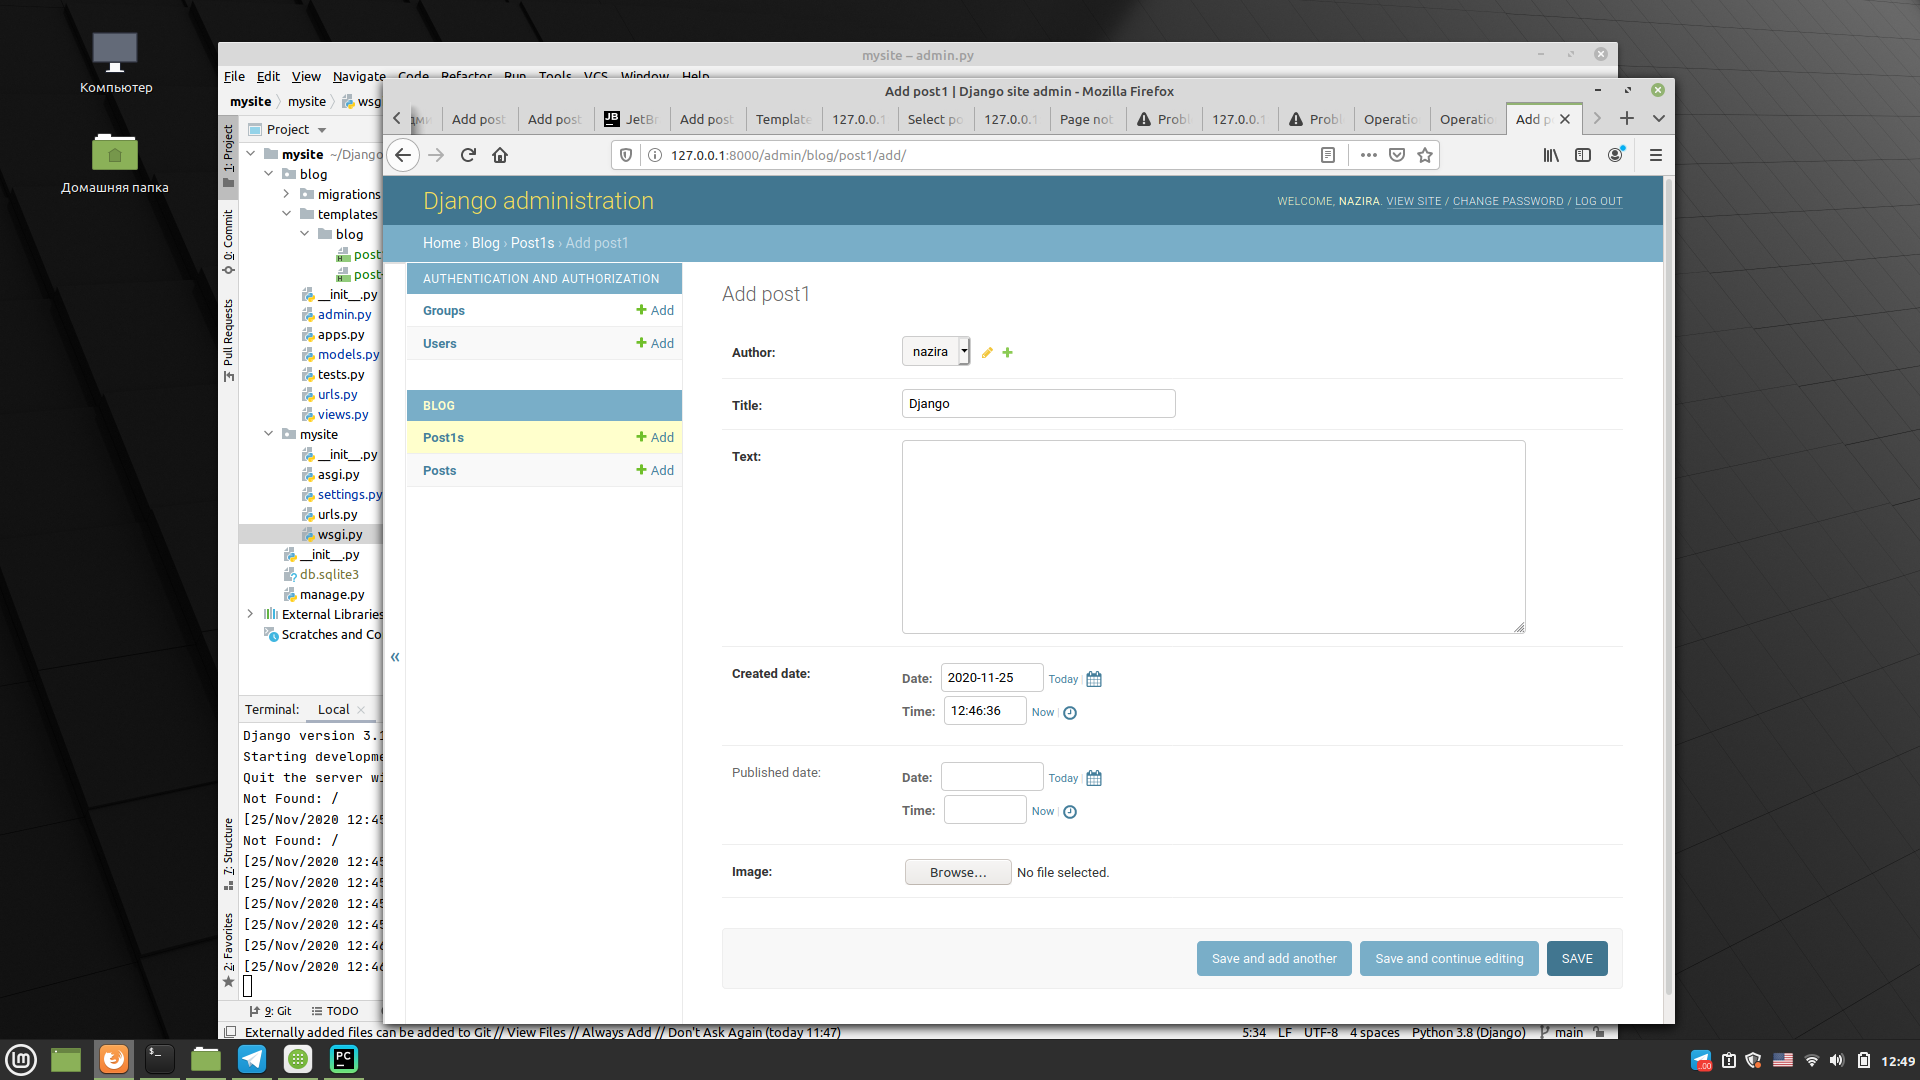 Компьютер
Домашняя папка
mysite – admin.py
File Edit View Navigate Code Refactor Run Tools VCS Window Help
mysite mysite wsg
1: Project
0: Commit
Pull Requests
7: Structure
2: Favorites
Project
mysite ~/Django
blog
migrations
templates
blog
post
post
__init__.py
admin.py
apps.py
models.py
tests.py
urls.py
views.py
mysite
__init__.py
asgi.py
settings.py
urls.py
wsgi.py
__init__.py
db.sqlite3
manage.py
External Libraries
Scratches and Co
Terminal: Local
Django version 3.1
Starting developme
Quit the server wi
Not Found: /
[25/Nov/2020 12:45
Not Found: /
[25/Nov/2020 12:45
[25/Nov/2020 12:45
[25/Nov/2020 12:45
[25/Nov/2020 12:45
[25/Nov/2020 12:46
[25/Nov/2020 12:46
9: Git TODO
Externally added files can be added to Git // View Files // Always Add // Don't Ask Again (today 11:47)
5:34 LF UTF-8 4 spaces Python 3.8 (Django) main
Add post1 | Django site admin - Mozilla Firefox
дми Add post Add post JetBr Add post Template 127.0.0.1 Select po 127.0.0.1 Page not Probl 127.0.0.1 Probl Operatio Operatio Add p
127.0.0.1:8000/admin/blog/post1/add/
Django administration
WELCOME, NAZIRA. VIEW SITE / CHANGE PASSWORD / LOG OUT
Home › Blog › Post1s › Add post1
AUTHENTICATION AND AUTHORIZATION
Groups Add
Users Add
BLOG
Post1s Add
Posts Add
«
Add post1
Author: nazira
Title: Django
Text:
Created date: Date: 2020-11-25 Today
Time: 12:46:36 Now
Published date: Date: Today
Time: Now
Image: Browse... No file selected.
Save and add another Save and continue editing SAVE
12:49